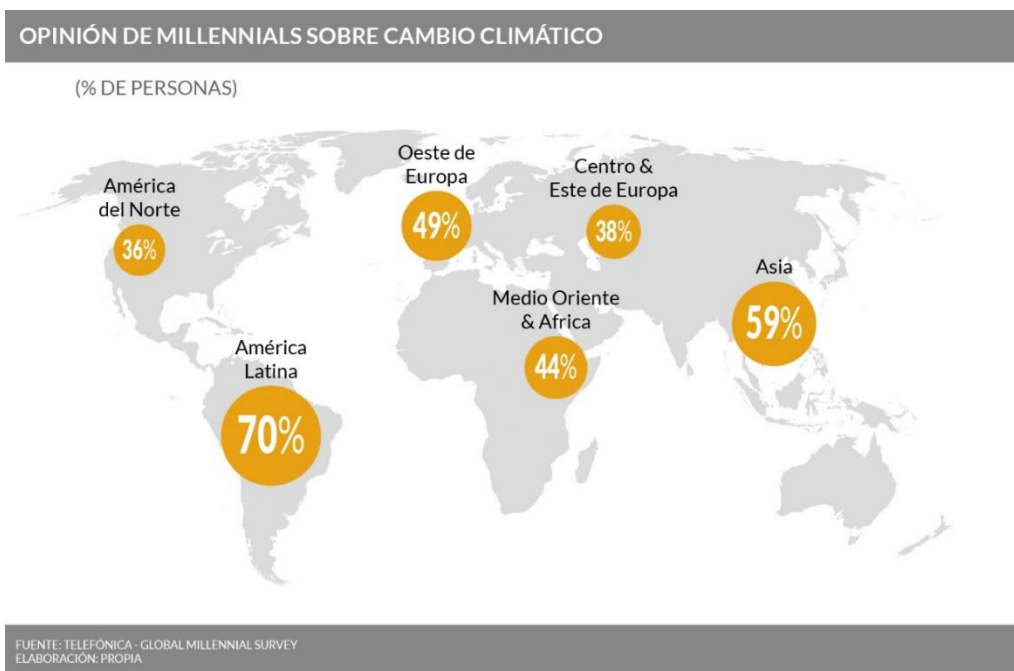 OPINIÓN DE MILLENNIALS SOBRE CAMBIO CLIMÁTICO
(% DE PERSONAS)
América
del Norte
36%
Oeste de
Europa
49%
Centro &
Este de Europa
38%
Asia
59%
Medio Oriente
& Africa
44%
América
Latina
70%
FUENTE: TELEFÓNICA - GLOBAL MILLENNIAL SURVEY
ELABORACIÓN: PROPIA